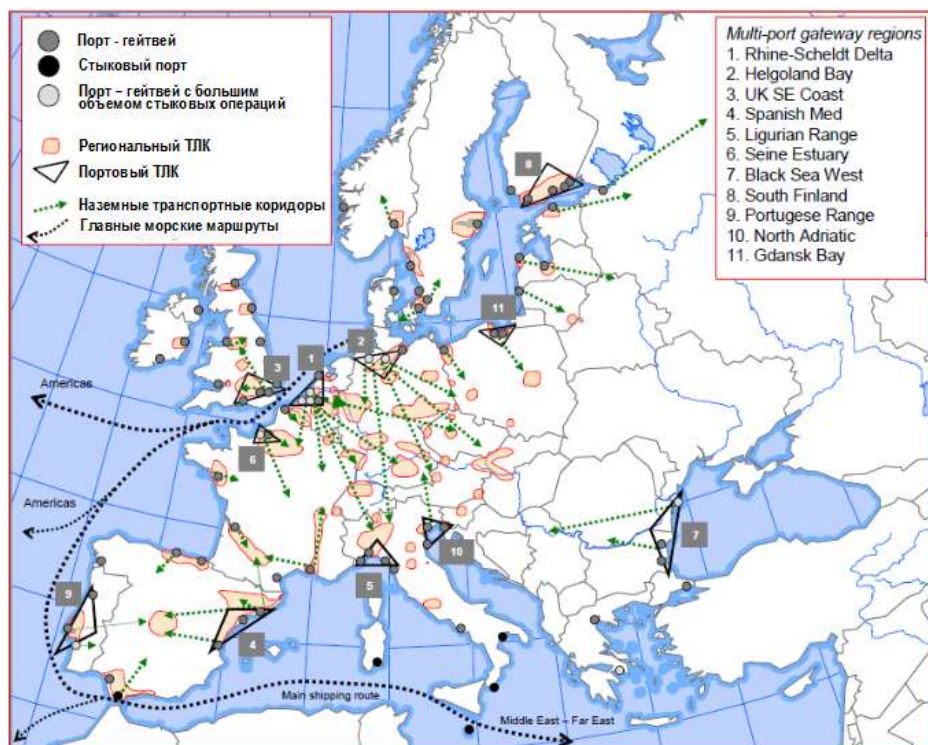 Порт - гейтвей
Стыковый порт
Порт – гейтвей с большим
объемом стыковых операций
Региональный ТЛК
Портовый ТЛК
Наземные транспортные коридоры
Главные морские маршруты
Multi-port gateway regions
1. Rhine-Scheldt Delta
2. Helgoland Bay
3. UK SE Coast
4. Spanish Med
5. Ligurian Range
6. Seine Estuary
7. Black Sea West
8. South Finland
9. Portugese Range
10. North Adriatic
11. Gdansk Bay
8
11
2
1
3
Americas
6
Americas
7
10
5
9
4
Main shipping route
Middle East – Far East